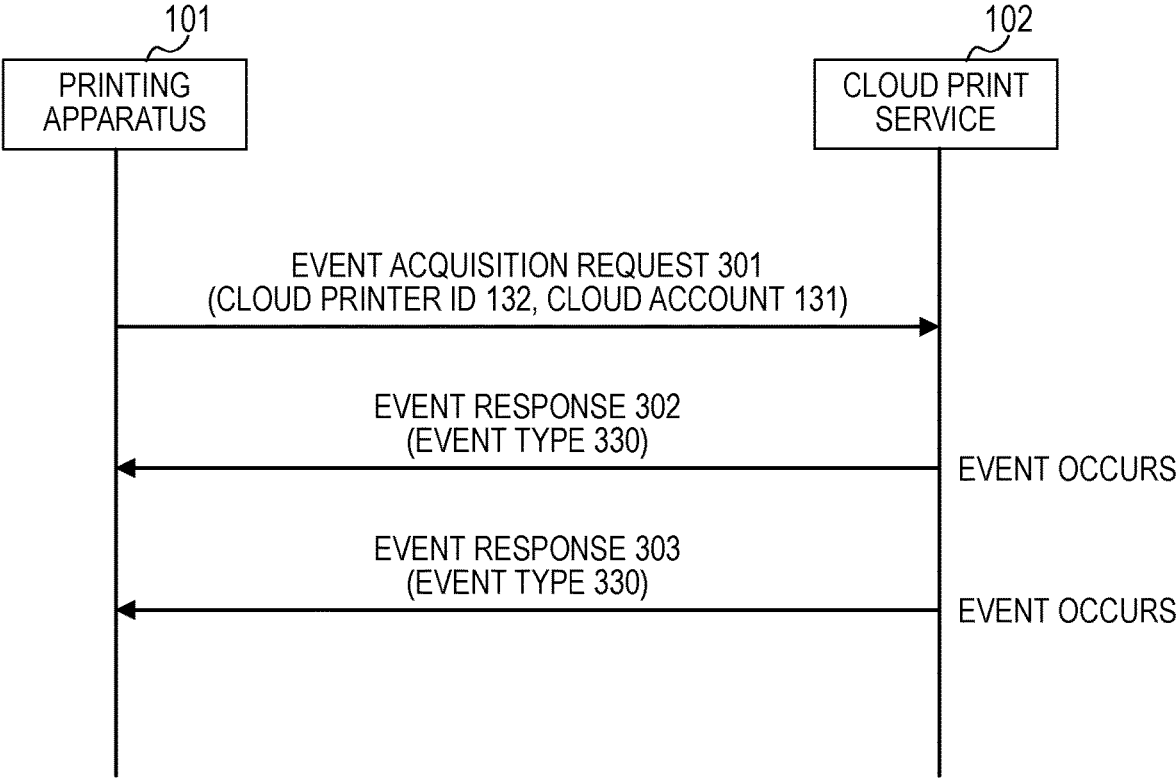 101
102
PRINTING
APPARATUS
CLOUD PRINT
SERVICE
EVENT ACQUISITION REQUEST 301
(CLOUD PRINTER ID 132, CLOUD ACCOUNT 131)
EVENT RESPONSE 302
(EVENT TYPE 330)
EVENT OCCURS
EVENT RESPONSE 303
(EVENT TYPE 330)
EVENT OCCURS